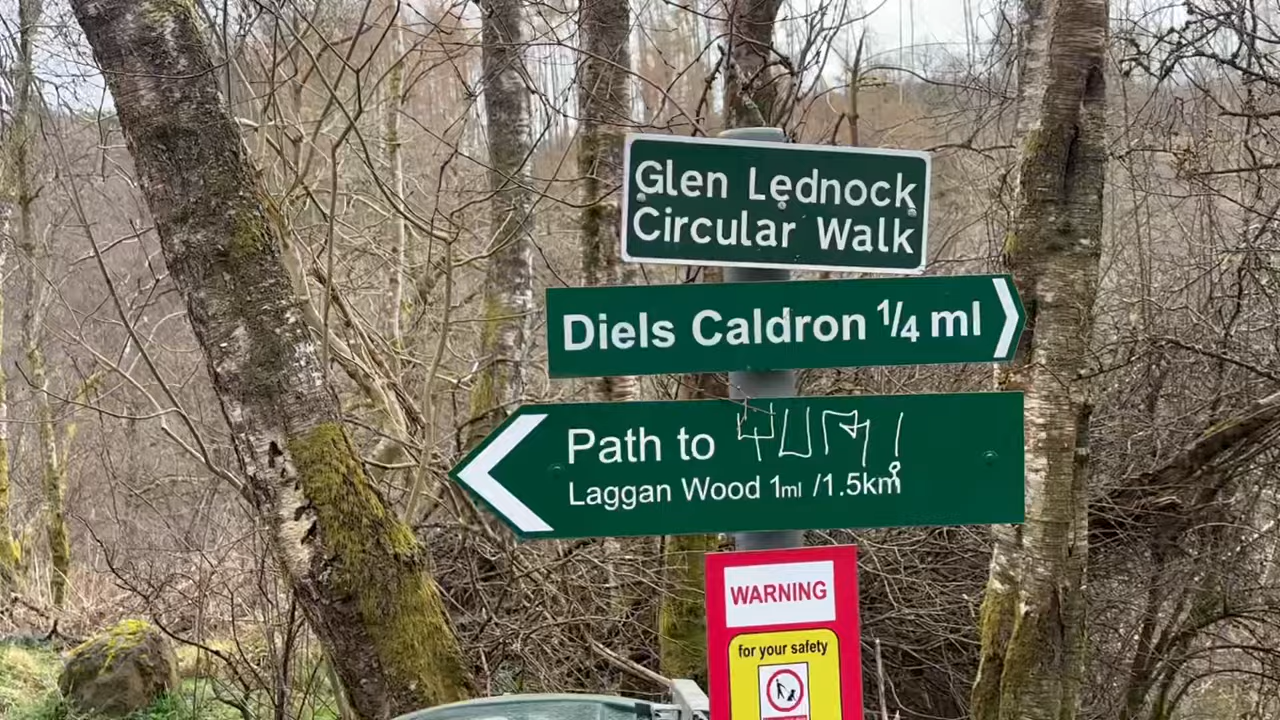 Glen Lednock
Circular Walk
Diels Caldron 1/4 ml
Path to
Laggan Wood 1ml /1.5km
WARNING
for your safety